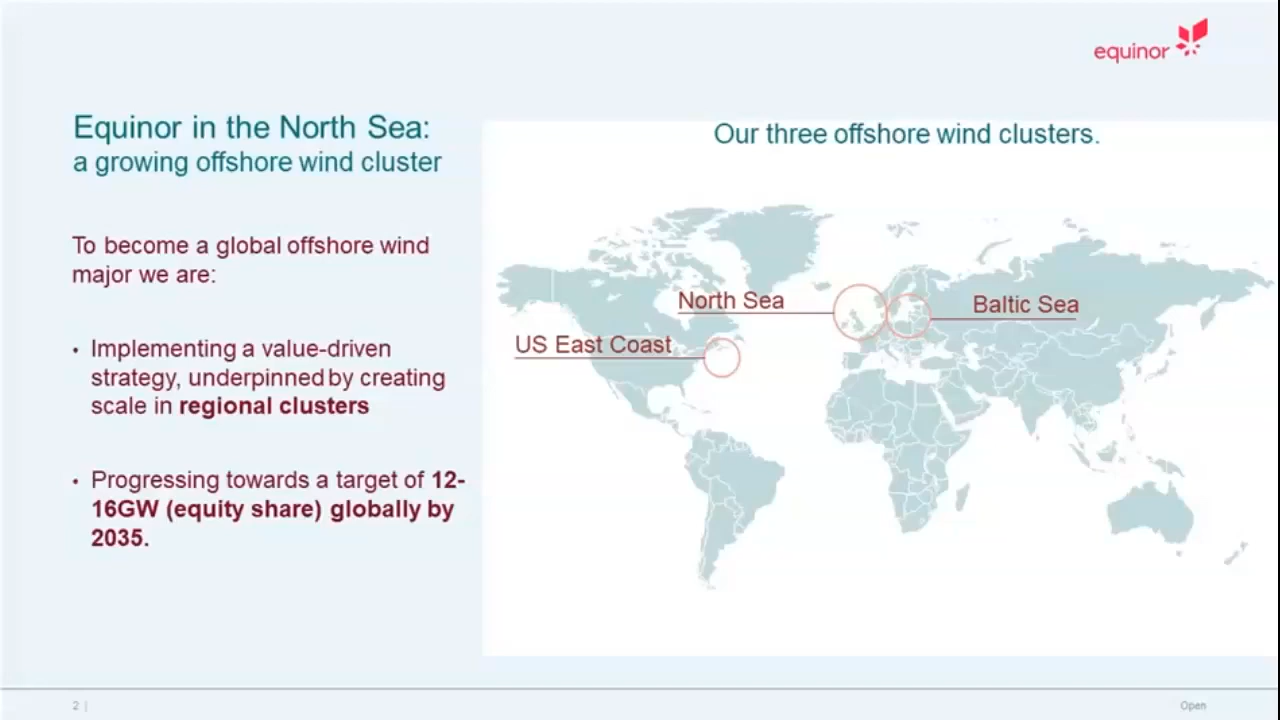 equinor
Equinor in the North Sea:
a growing offshore wind cluster
To become a global offshore wind
major we are:
• Implementing a value-driven
strategy, underpinned by creating
scale in regional clusters
• Progressing towards a target of 12-
16GW (equity share) globally by
2035.
Our three offshore wind clusters.
North Sea
Baltic Sea
US East Coast
2 |
Open